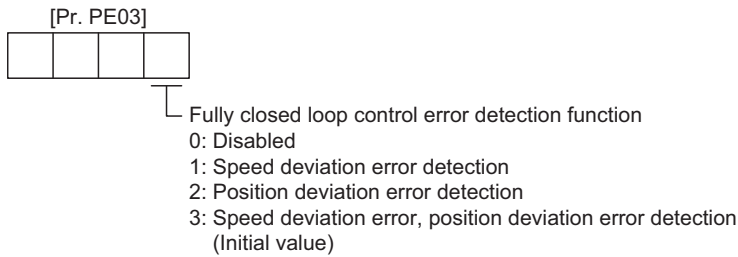 [Pr. PE03]
Fully closed loop control error detection function
0: Disabled
1: Speed deviation error detection
2: Position deviation error detection
3: Speed deviation error, position deviation error detection
(Initial value)